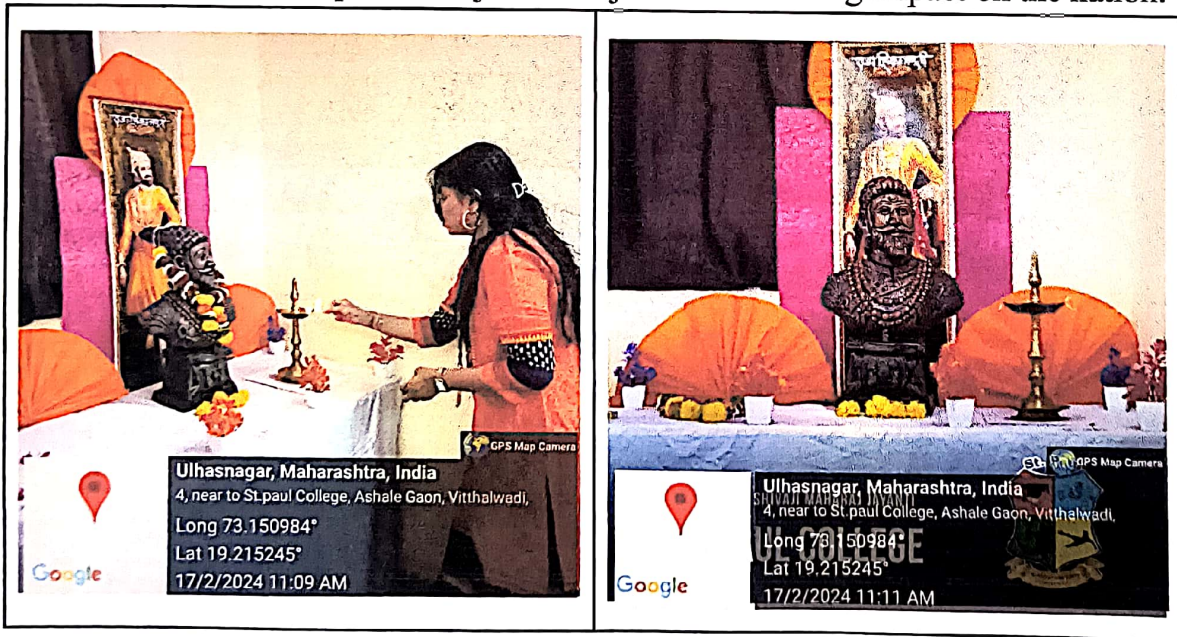 on the nation.
GPS Map Camera
Ulhasnagar, Maharashtra, India
4, near to St.paul College, Ashale Gaon, Vitthalwadi,
Long 73.150984°
Lat 19.215245°
17/2/2024 11:09 AM
Google
GPS Map Camera
Ulhasnagar, Maharashtra, India
SHIVAJI MAHARAJ JAYANTI
4, near to St.paul College, Ashale Gaon, Vitthalwadi,
Long 73.150984°
UL COLLEGE
Lat 19.215245°
17/2/2024 11:11 AM
Google